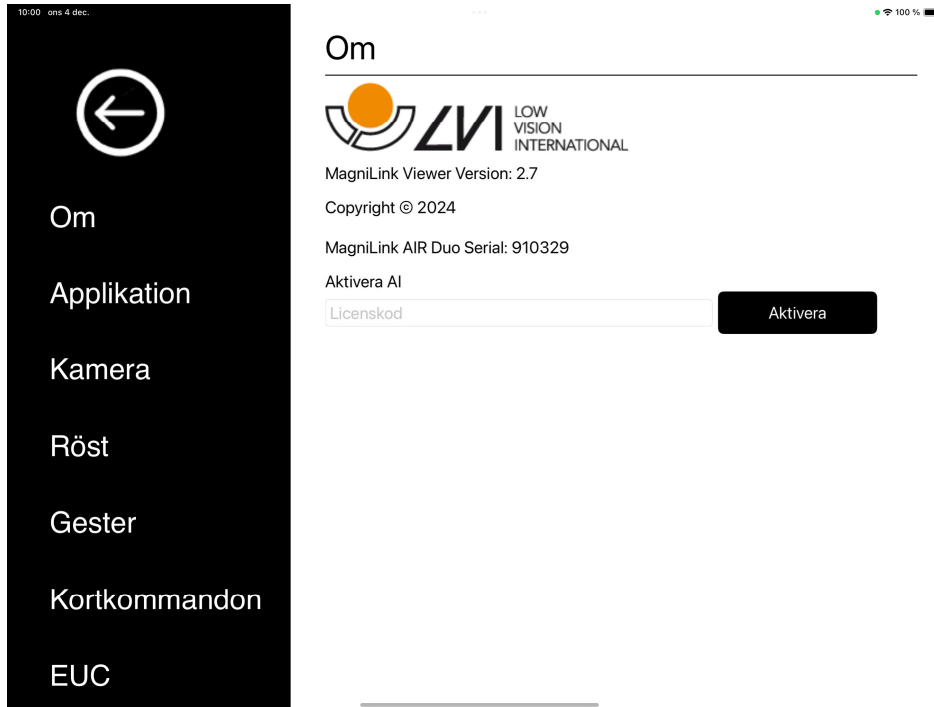 10:00 ons 4 dec.
100 %
Om
Applikation
Kamera
Röst
Gester
Kortkommandon
EUC
Om
LVI
LOW
VISION
INTERNATIONAL
MagniLink Viewer Version: 2.7
Copyright © 2024
MagniLink AIR Duo Serial: 910329
Aktivera AI
Licenskod
Aktivera